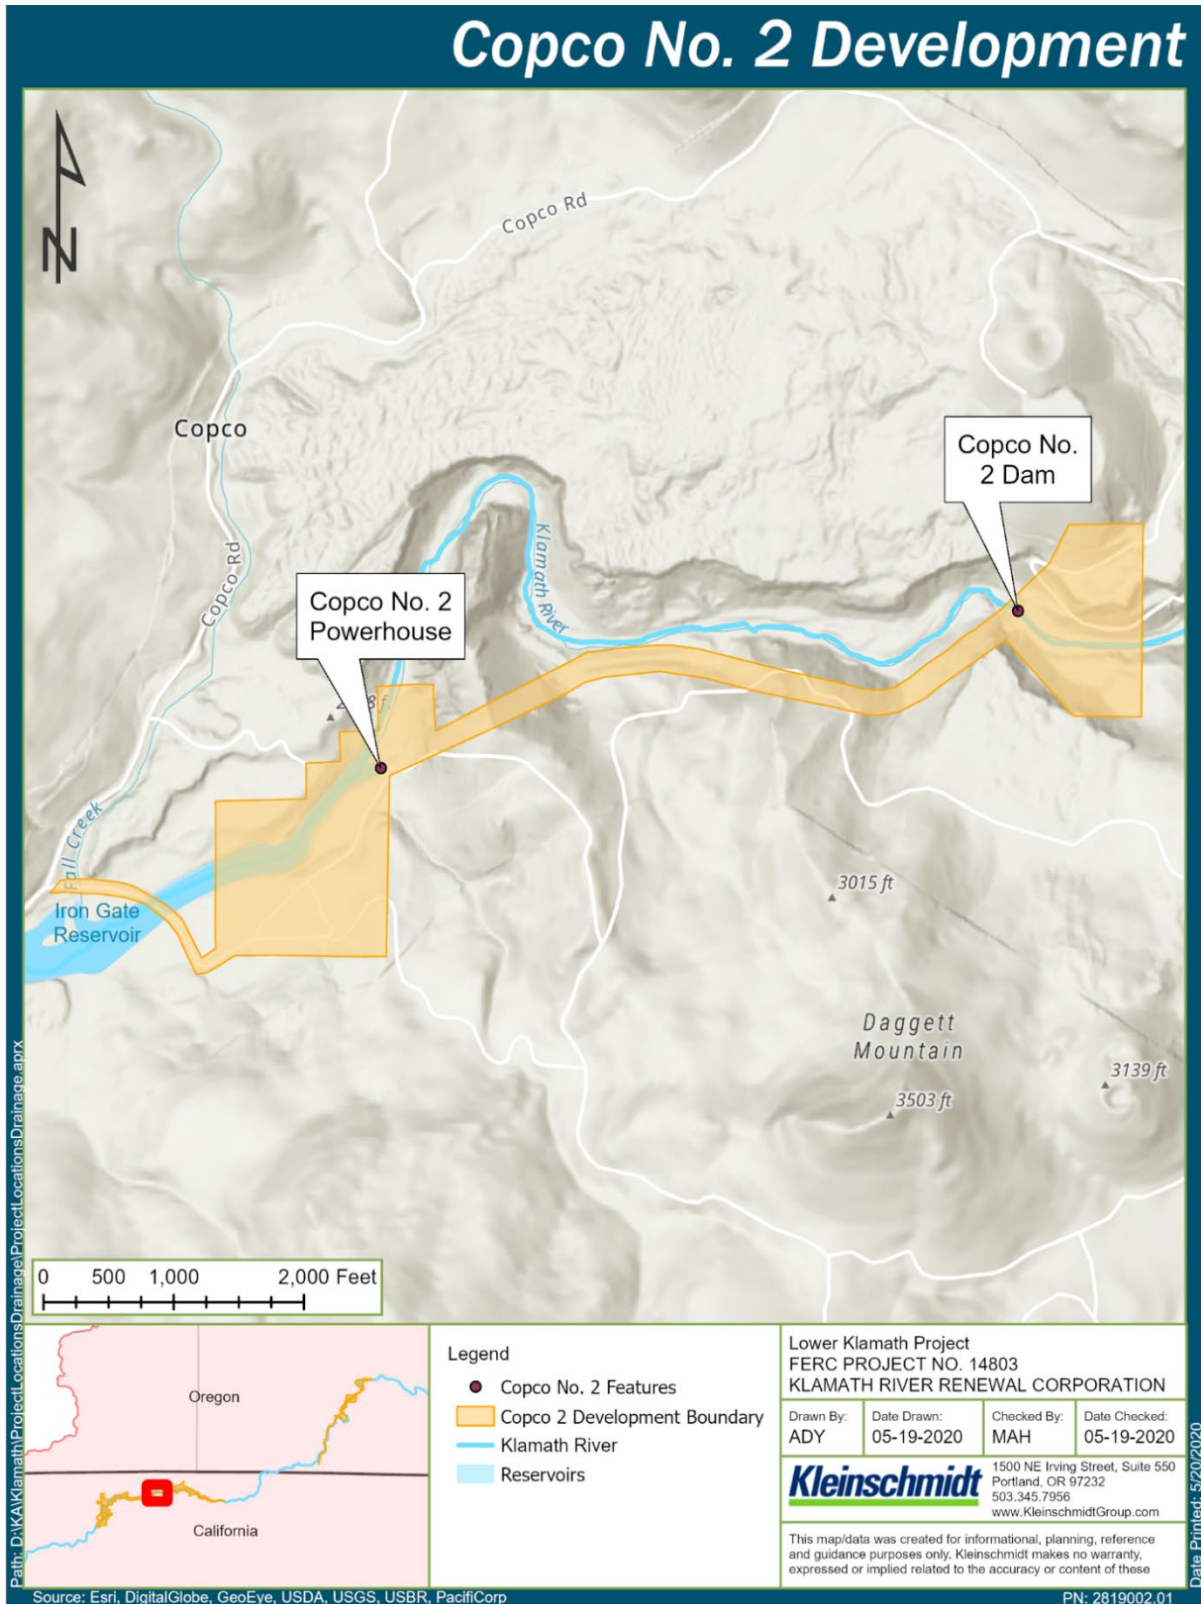 Copco No. 2 Development
N
Copco Rd
Copco
Copco No.
2 Dam
Klamath River
Copco Rd
Copco No. 2
Powerhouse
Fall Creek
Iron Gate
Reservoir
3015 ft
Daggett
Mountain
3139 ft
3503 ft
0 500 1,000 2,000 Feet
Oregon
California
Legend
Copco No. 2 Features
Copco 2 Development Boundary
Klamath River
Reservoirs
Lower Klamath Project
FERC PROJECT NO. 14803
KLAMATH RIVER RENEWAL CORPORATION
Drawn By:
ADY
Date Drawn:
05-19-2020
Checked By:
MAH
Date Checked:
05-19-2020
Kleinschmidt
1500 NE Irving Street, Suite 550
Portland, OR 97232
503.345.7956
www.KleinschmidtGroup.com
This map/data was created for informational, planning, reference
and guidance purposes only. Kleinschmidt makes no warranty,
expressed or implied related to the accuracy or content of these
Path: D:\KA\Klamath\ProjectLocationsDrainage\ProjectLocationsDrainage.aprx
Date Printed: 5/20/2020
Source: Esri, DigitalGlobe, GeoEye, USDA, USGS, USBR, PacifiCorp
PN: 2819002.01